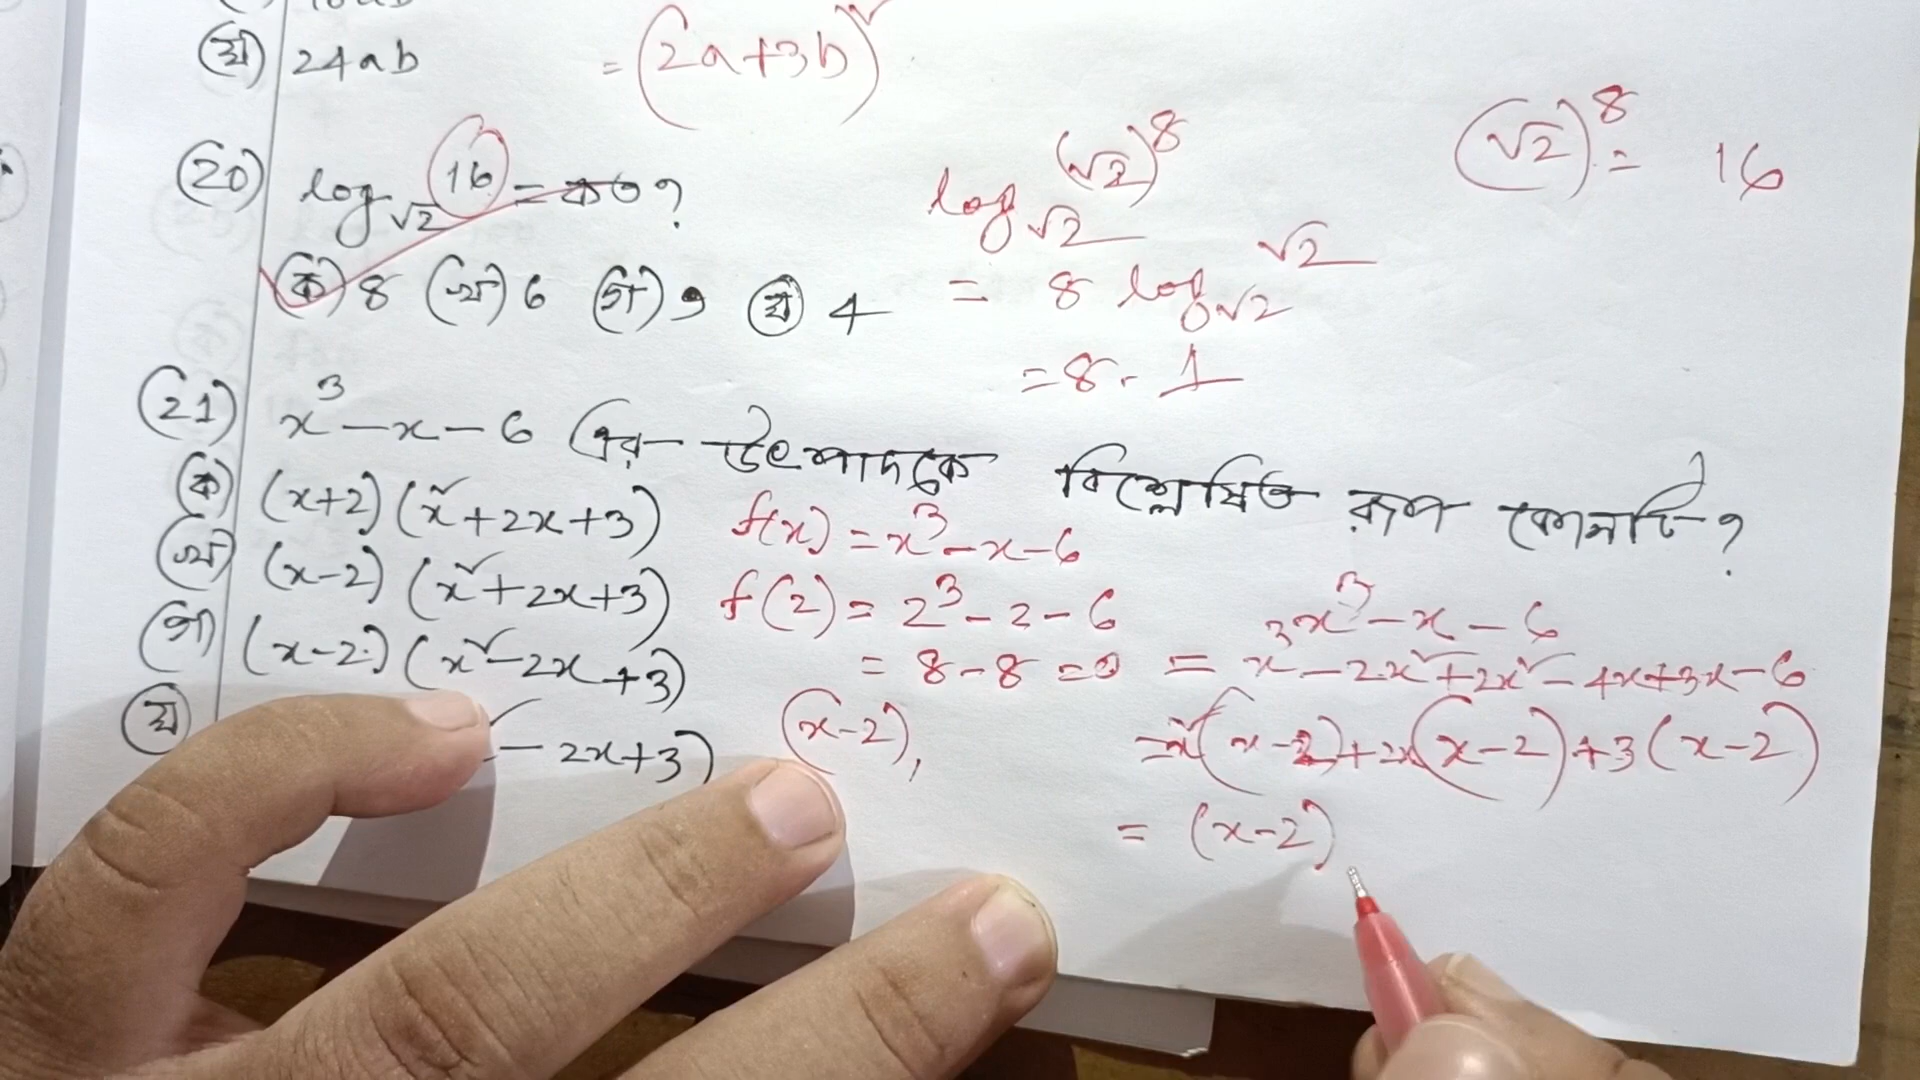 (ঘ) 24ab
= (2a+3b)²
(20) log√2 16 = কত?
(ক) 8 (খ) 6 (গ) 9 (ঘ) 4
log√2 (√2)⁸
= 8 log√2 √2
= 8 · 1
(√2)⁸ = 16
(21) x³ – x – 6 এর উৎপাদকে বিশ্লেষিত রূপ কোনটি?
(ক) (x+2) (x² + 2x + 3)
(খ) (x-2) (x² + 2x + 3)
(গ) (x-2) (x² – 2x + 3)
(ঘ) – 2x + 3)
f(x) = x³ – x – 6
f(2) = 2³ – 2 – 6
= 8 – 8 = 0
(x-2),
x³ – x – 6
= x³ – 2x² + 2x² – 4x + 3x – 6
= x²(x-2) + 2x(x-2) + 3(x-2)
= (x-2)